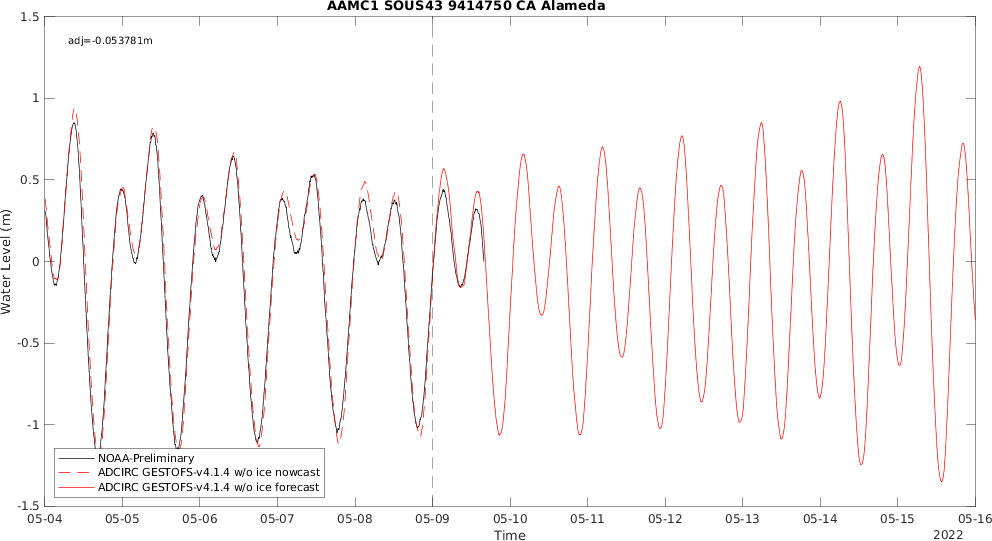 AAMC1 SOUS43 9414750 CA Alameda
adj=-0.053781m
Water Level (m)
1.5
1
0.5
0
-0.5
-1
-1.5
NOAA-Preliminary
ADCIRC GESTOFS-v4.1.4 w/o ice nowcast
ADCIRC GESTOFS-v4.1.4 w/o ice forecast
05-04 05-05 05-06 05-07 05-08 05-09 05-10 05-11 05-12 05-13 05-14 05-15 05-16
Time
2022